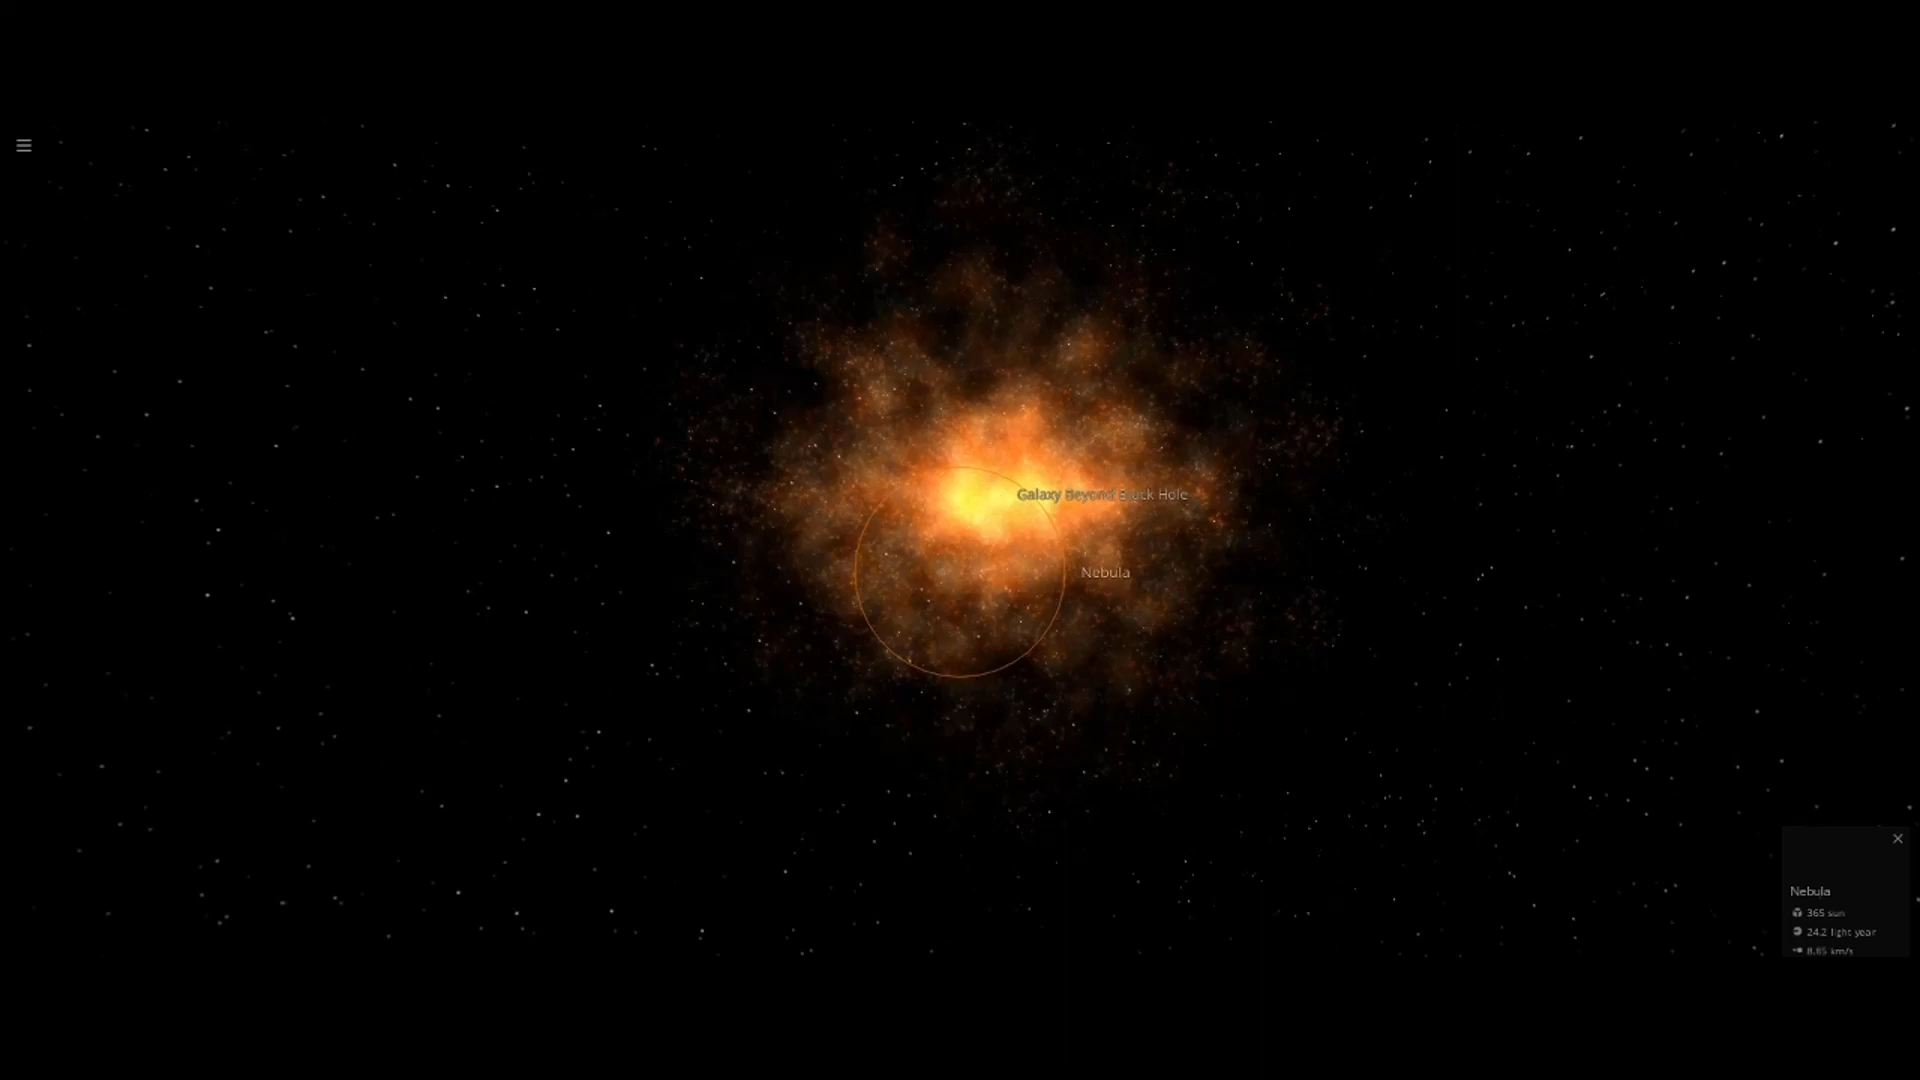 Galaxy Beyond Black Hole
Nebula
Nebula
365 sun
24.2 light year
8.85 km/s